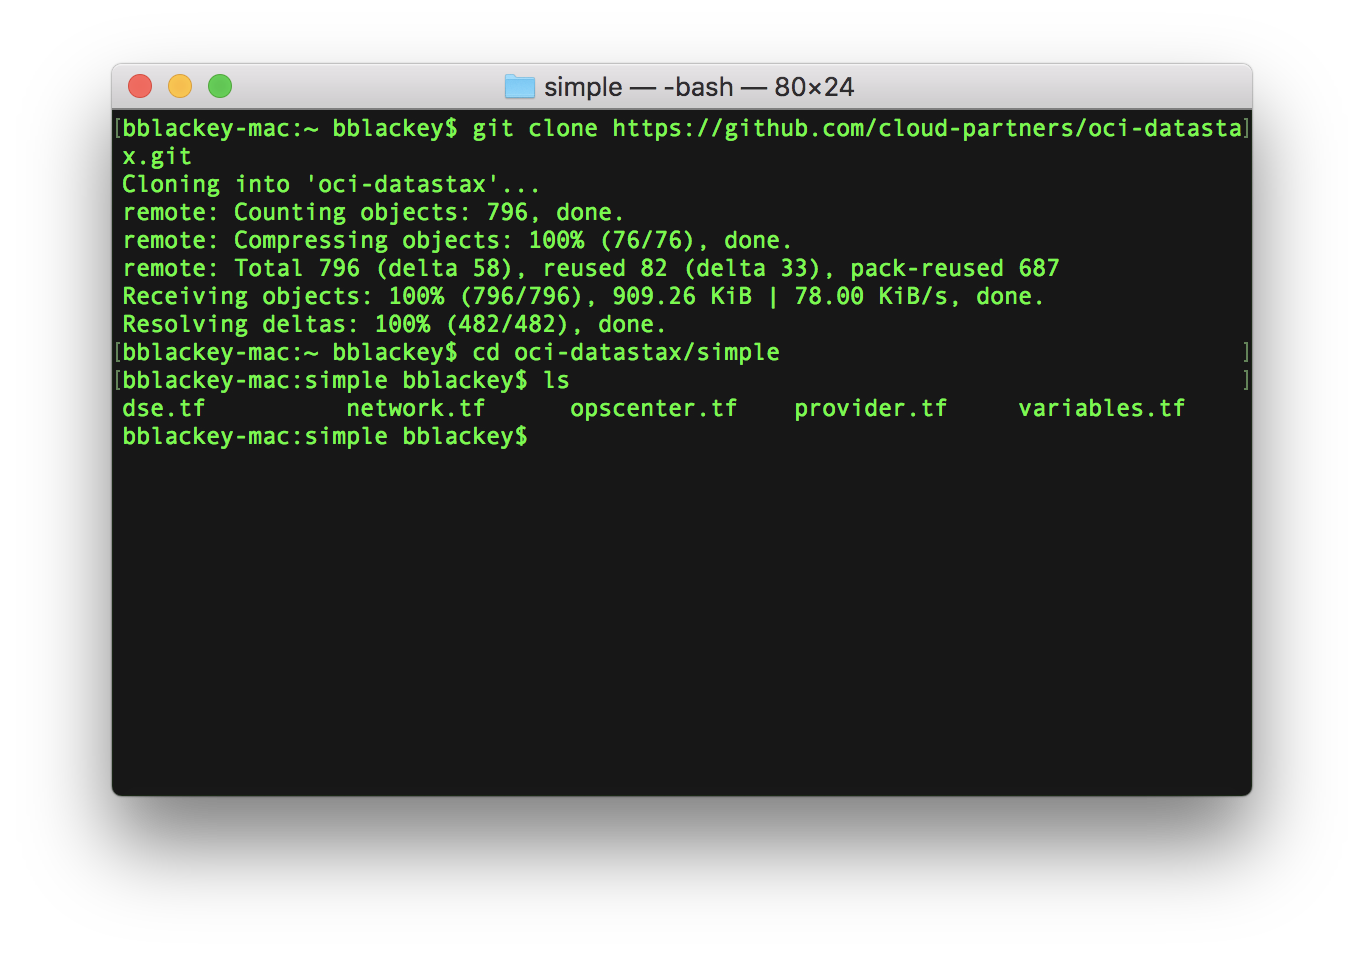 simple — -bash — 80×24
[bblackey-mac:~ bblackey$ git clone https://github.com/cloud-partners/oci-datasta]
x.git
Cloning into 'oci-datastax'...
remote: Counting objects: 796, done.
remote: Compressing objects: 100% (76/76), done.
remote: Total 796 (delta 58), reused 82 (delta 33), pack-reused 687
Receiving objects: 100% (796/796), 909.26 KiB | 78.00 KiB/s, done.
Resolving deltas: 100% (482/482), done.
[bblackey-mac:~ bblackey$ cd oci-datastax/simple ]
[bblackey-mac:simple bblackey$ ls ]
dse.tf network.tf opscenter.tf provider.tf variables.tf
bblackey-mac:simple bblackey$